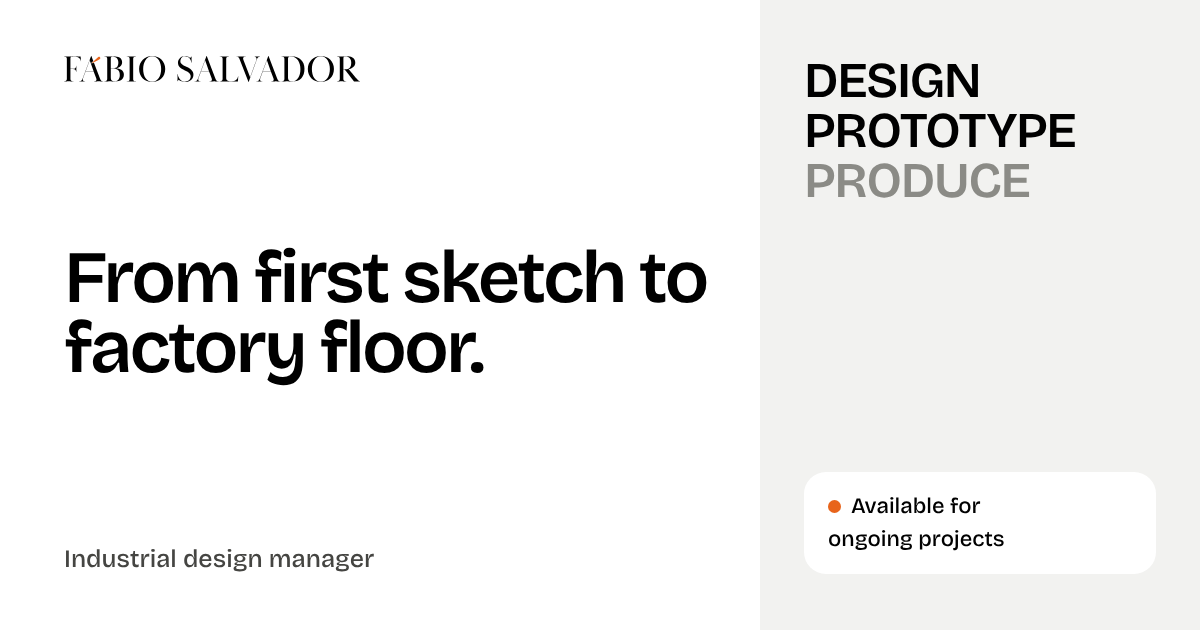 FÁBIO SALVADOR
From first sketch to
factory floor.
Industrial design manager
DESIGN
PROTOTYPE
PRODUCE
Available for
ongoing projects